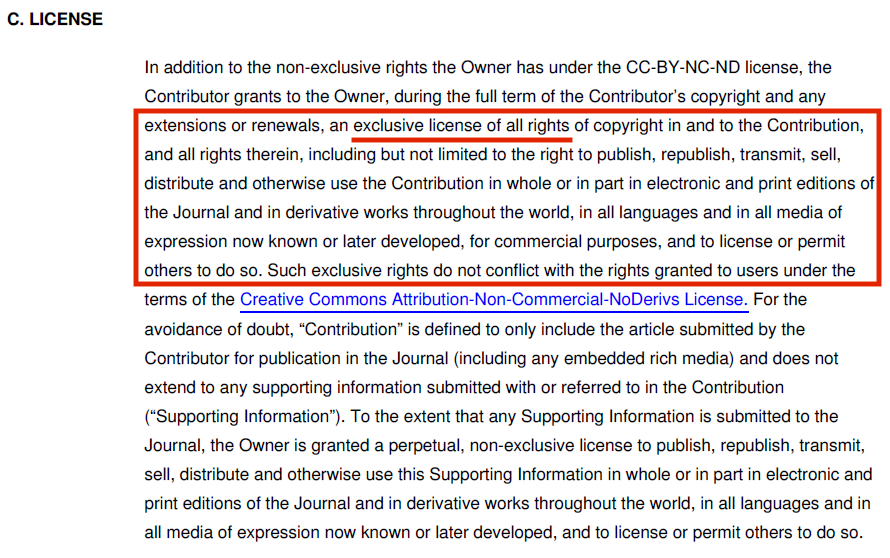 C. LICENSE
In addition to the non-exclusive rights the Owner has under the CC-BY-NC-ND license, the
Contributor grants to the Owner, during the full term of the Contributor's copyright and any
extensions or renewals, an exclusive license of all rights of copyright in and to the Contribution,
and all rights therein, including but not limited to the right to publish, republish, transmit, sell,
distribute and otherwise use the Contribution in whole or in part in electronic and print editions of
the Journal and in derivative works throughout the world, in all languages and in all media of
expression now known or later developed, for commercial purposes, and to license or permit
others to do so. Such exclusive rights do not conflict with the rights granted to users under the
terms of the Creative Commons Attribution-Non-Commercial-NoDerivs License. For the
avoidance of doubt, “Contribution” is defined to only include the article submitted by the
Contributor for publication in the Journal (including any embedded rich media) and does not
extend to any supporting information submitted with or referred to in the Contribution
(“Supporting Information”). To the extent that any Supporting Information is submitted to the
Journal, the Owner is granted a perpetual, non-exclusive license to publish, republish, transmit,
sell, distribute and otherwise use this Supporting Information in whole or in part in electronic and
print editions of the Journal and in derivative works throughout the world, in all languages and in
all media of expression now known or later developed, and to license or permit others to do so.